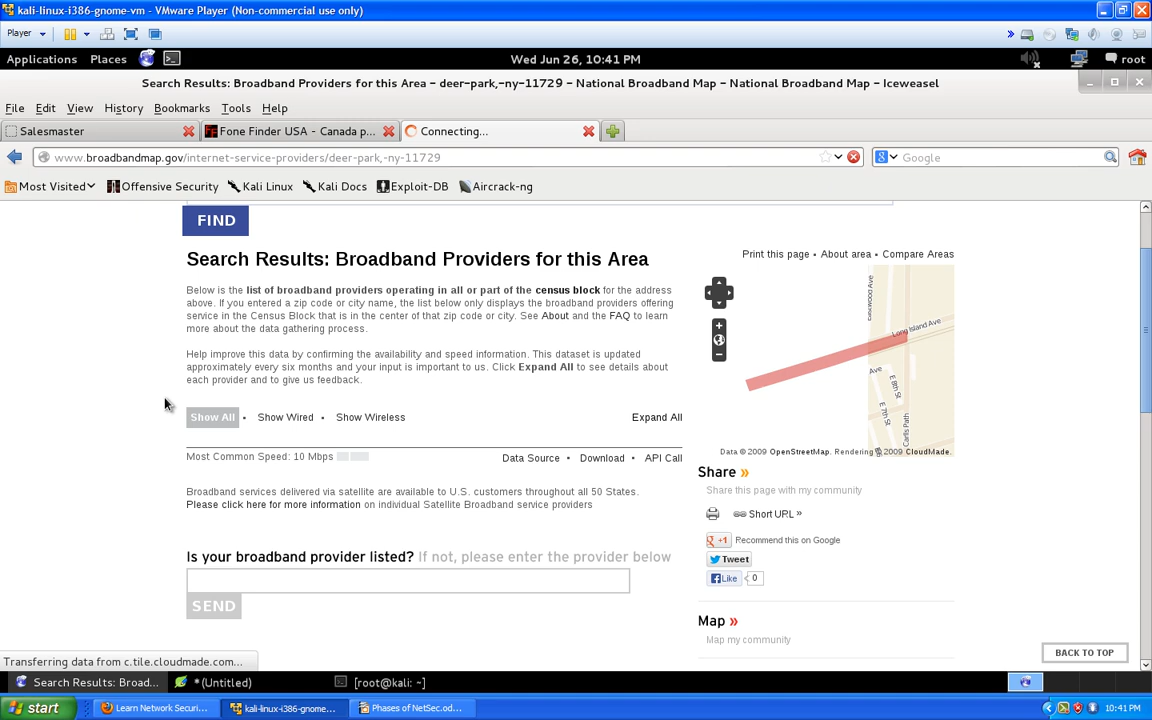 kali-linux-i386-gnome-vm - VMware Player (Non-commercial use only)
Player
Applications Places Wed Jun 26, 10:41 PM root
Search Results: Broadband Providers for this Area - deer-park,-ny-11729 - National Broadband Map - National Broadband Map - Iceweasel
File Edit View History Bookmarks Tools Help
Salesmaster Fone Finder USA - Canada p... Connecting...
www.broadbandmap.gov/internet-service-providers/deer-park,-ny-11729 Google
Most Visited Offensive Security Kali Linux Kali Docs Exploit-DB Aircrack-ng
FIND
Search Results: Broadband Providers for this Area
Print this page • About area • Compare Areas
Below is the list of broadband providers operating in all or part of the census block for the address
above. If you entered a zip code or city name, the list below only displays the broadband providers offering
service in the Census Block that is in the center of that zip code or city. See About and the FAQ to learn
more about the data gathering process.
Help improve this data by confirming the availability and speed information. This dataset is updated
approximately every six months and your input is important to us. Click Expand All to see details about
each provider and to give us feedback.
Show All • Show Wired • Show Wireless Expand All
Most Common Speed: 10 Mbps Data Source • Download • API Call
Broadband services delivered via satellite are available to U.S. customers throughout all 50 States.
Please click here for more information on individual Satellite Broadband service providers
Is your broadband provider listed? If not, please enter the provider below
SEND
Long Island Ave
Ave
E 8th St
E 7th St
Carlls Path
Data © 2009 OpenStreetMap. Rendering © 2009 CloudMade.
Share »
Share this page with my community
Short URL »
g +1 Recommend this on Google
Tweet
Like 0
Map »
Map my community
BACK TO TOP
Transferring data from c.tile.cloudmade.com...
Search Results: Broad... *(Untitled) [root@kali: ~]
start Learn Network Securi... kali-linux-i386-gnome... Phases of NetSec.od... 10:41 PM